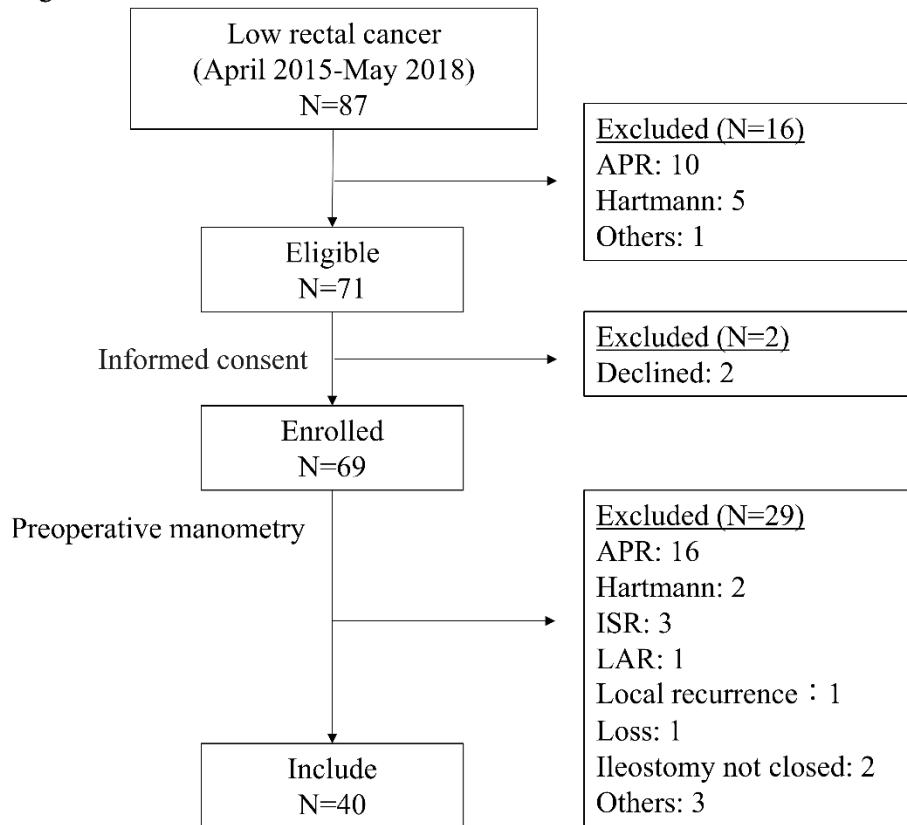 Low rectal cancer
(April 2015-May 2018)
N=87
Excluded (N=16)
APR: 10
Hartmann: 5
Others: 1
Eligible
N=71
Informed consent
Excluded (N=2)
Declined: 2
Enrolled
N=69
Preoperative manometry
Excluded (N=29)
APR: 16
Hartmann: 2
ISR: 3
LAR: 1
Local recurrence：1
Loss: 1
Ileostomy not closed: 2
Others: 3
Include
N=40